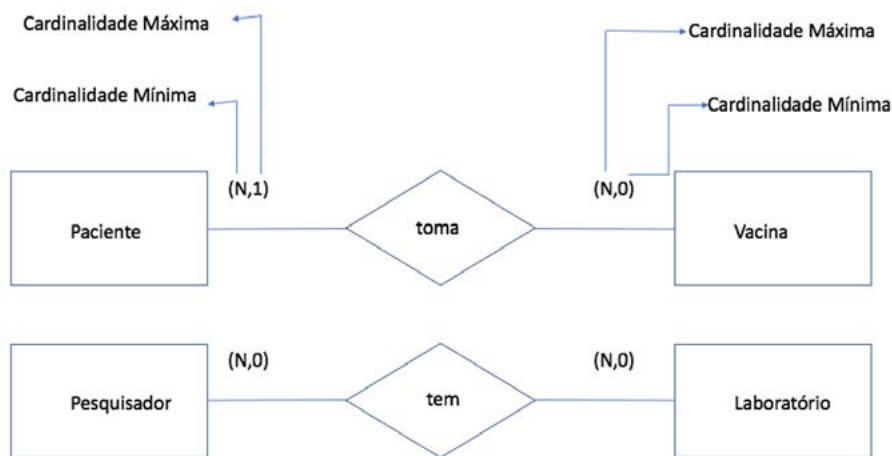 Cardinalidade Máxima
Cardinalidade Máxima
Cardinalidade Mínima
Cardinalidade Mínima
(N,1)
(N,0)
Paciente
toma
Vacina
(N,0)
(N,0)
Pesquisador
tem
Laboratório